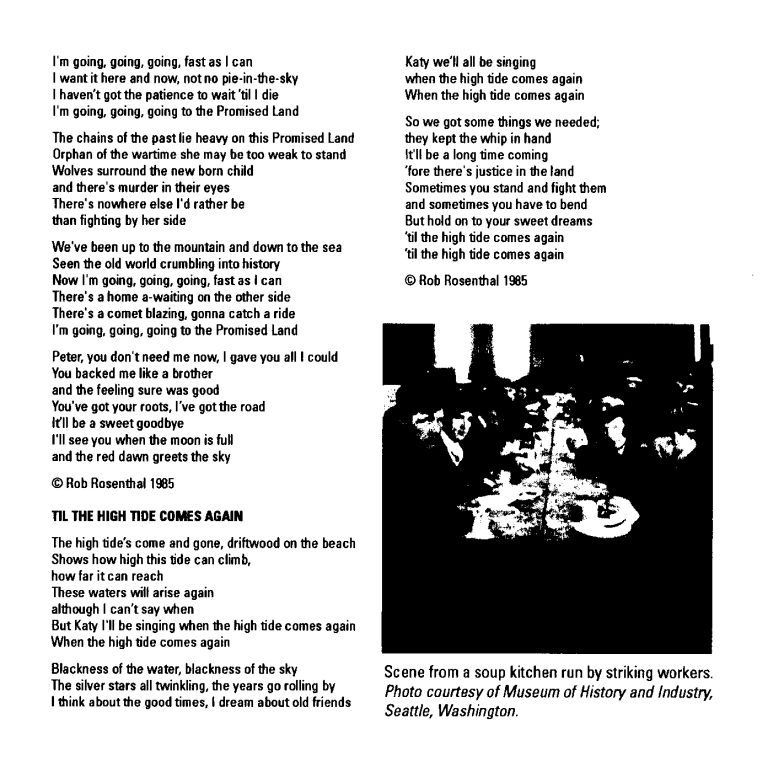 I'm going, going, going, fast as I can
I want it here and now, not no pie-in-the-sky
I haven't got the patience to wait 'til I die
I'm going, going, going to the Promised Land
The chains of the past lie heavy on this Promised Land
Orphan of the wartime she may be too weak to stand
Wolves surround the new born child
and there's murder in their eyes
There's nowhere else I'd rather be
than fighting by her side
We've been up to the mountain and down to the sea
Seen the old world crumbling into history
Now I'm going, going, going, fast as I can
There's a home a-waiting on the other side
There's a comet blazing, gonna catch a ride
I'm going, going, going to the Promised Land
Peter, you don't need me now, I gave you all I could
You backed me like a brother
and the feeling sure was good
You've got your roots, I've got the road
It'll be a sweet goodbye
I'll see you when the moon is full
and the red dawn greets the sky
© Rob Rosenthal 1985
TIL THE HIGH TIDE COMES AGAIN
The high tide's come and gone, driftwood on the beach
Shows how high this tide can climb,
how far it can reach
These waters will arise again
although I can't say when
But Katy I'll be singing when the high tide comes again
When the high tide comes again
Blackness of the water, blackness of the sky
The silver stars all twinkling, the years go rolling by
I think about the good times, I dream about old friends
Katy we'll all be singing
when the high tide comes again
When the high tide comes again
So we got some things we needed;
they kept the whip in hand
It'll be a long time coming
'fore there's justice in the land
Sometimes you stand and fight them
and sometimes you have to bend
But hold on to your sweet dreams
'til the high tide comes again
'til the high tide comes again
© Rob Rosenthal 1985
Scene from a soup kitchen run by striking workers.
Photo courtesy of Museum of History and Industry,
Seattle, Washington.